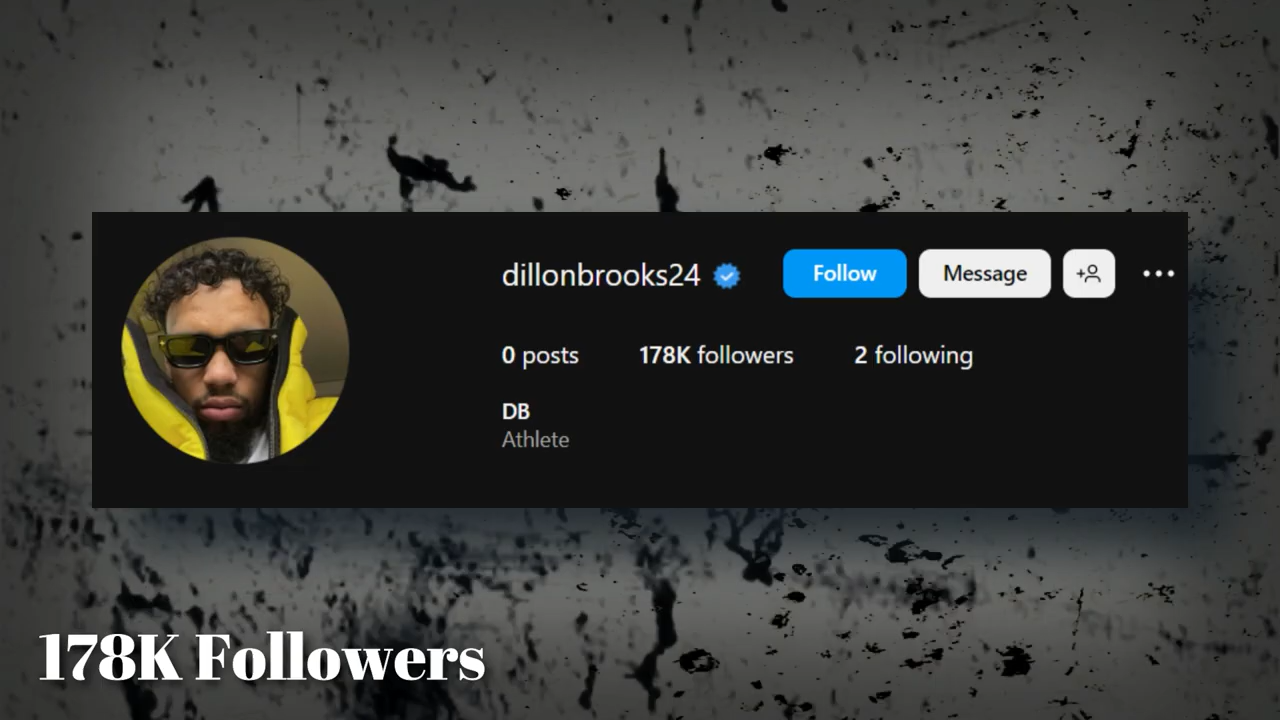 dillonbrooks24 Follow Message
0 posts 178K followers 2 following
DB
Athlete
178K Followers